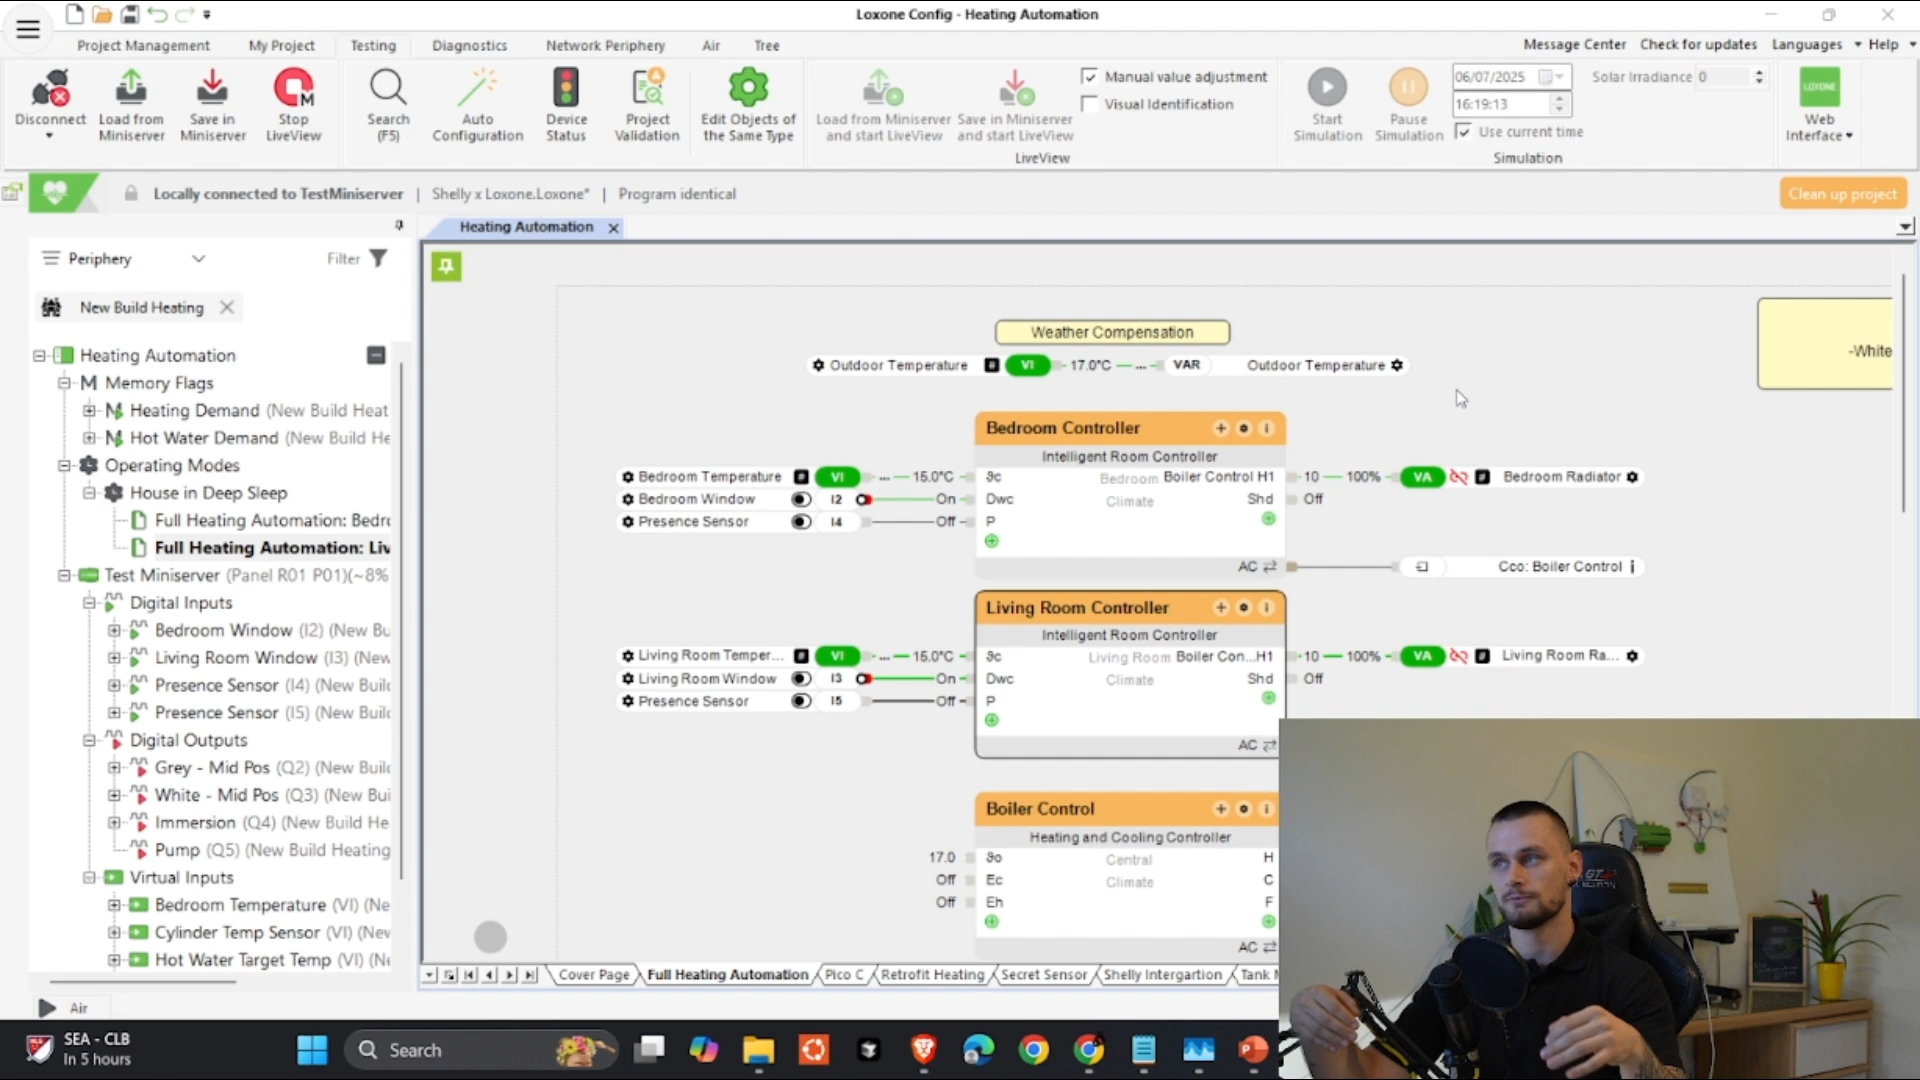 Loxone Config - Heating Automation
Project Management
My Project
Testing
Diagnostics
Network Periphery
Air
Tree
Message Center
Check for updates
Languages
Help
Disconnect
Load from
Miniserver
Save in
Miniserver
Stop
LiveView
Search
(F5)
Auto
Configuration
Device
Status
Project
Validation
Edit Objects of
the Same Type
Load from Miniserver
and start LiveView
Save in Miniserver
and start LiveView
Manual value adjustment
Visual Identification
LiveView
Start
Simulation
Pause
Simulation
06/07/2025
16:19:13
Use current time
Solar Irradiance 0
Simulation
LOXONE
Web
Interface
Locally connected to TestMiniserver | Shelly x Loxone.Loxone* | Program identical
Clean up project
Periphery
Filter
New Build Heating
Heating Automation
Memory Flags
Heating Demand (New Build Heat
Hot Water Demand (New Build He
Operating Modes
House in Deep Sleep
Full Heating Automation: Bedr
Full Heating Automation: Liv
Test Miniserver (Panel R01 P01)(~8%
Digital Inputs
Bedroom Window (I2) (New Bu
Living Room Window (I3) (New
Presence Sensor (I4) (New Build
Presence Sensor (I5) (New Build
Digital Outputs
Grey - Mid Pos (Q2) (New Build
White - Mid Pos (Q3) (New Bui
Immersion (Q4) (New Build He
Pump (Q5) (New Build Heating
Virtual Inputs
Bedroom Temperature (VI) (Ne
Cylinder Temp Sensor (VI) (New
Hot Water Target Temp (VI) (Ne
Air
Heating Automation
Weather Compensation
Outdoor Temperature VI 17.0°C ... VAR Outdoor Temperature
-White
Bedroom Controller
Intelligent Room Controller
Bedroom Temperature VI ... 15.0°C ϑc Bedroom Boiler Control H1 10 100% VA Bedroom Radiator
Bedroom Window I2 On Dwc Climate Shd Off
Presence Sensor I4 Off P
AC
Cco: Boiler Control
Living Room Controller
Intelligent Room Controller
Living Room Temper... VI ... 15.0°C ϑc Living Room Boiler Con...H1 10 100% VA Living Room Ra...
Living Room Window I3 On Dwc Climate Shd Off
Presence Sensor I5 Off P
AC
Boiler Control
Heating and Cooling Controller
17.0 ϑo Central H
Off Ec Climate C
Off Eh F
AC
Cover Page
Full Heating Automation
Pico C
Retrofit Heating
Secret Sensor
Shelly Intergartion
Tank
SEA - CLB
In 5 hours
Search